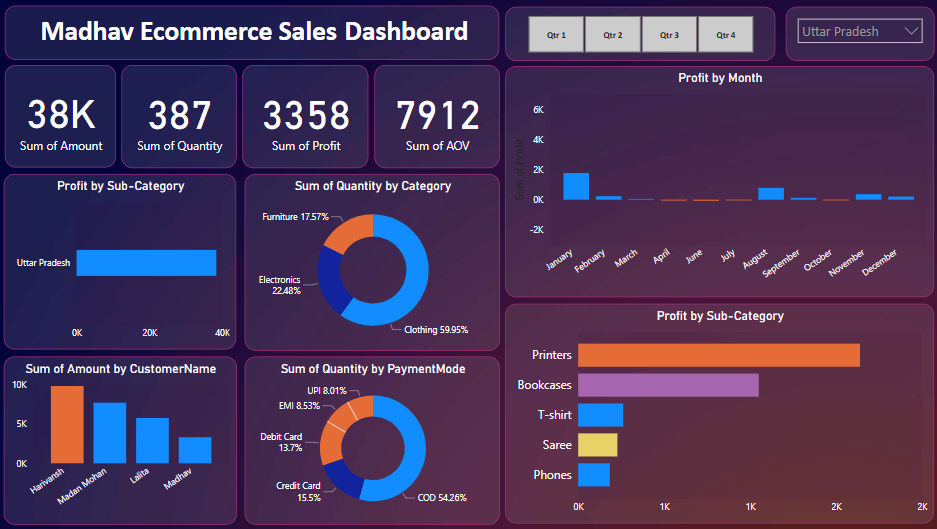 Madhav Ecommerce Sales Dashboard
Qtr 1
Qtr 2
Qtr 3
Qtr 4
Uttar Pradesh
38K
Sum of Amount
387
Sum of Quantity
3358
Sum of Profit
7912
Sum of AOV
Profit by Month
Sum of Profit
6K
4K
2K
0K
-2K
January
February
March
April
June
July
August
September
October
November
December
Profit by Sub-Category
Uttar Pradesh
0K
20K
40K
Sum of Quantity by Category
Furniture 17.57%
Electronics
22.48%
Clothing 59.95%
Profit by Sub-Category
Printers
Bookcases
T-shirt
Saree
Phones
0K
1K
1K
2K
2K
Sum of Amount by CustomerName
10K
5K
0K
Harivansh
Madan Mohan
Lalita
Madhav
Sum of Quantity by PaymentMode
UPI 8.01%
EMI 8.53%
Debit Card
13.7%
Credit Card
15.5%
COD 54.26%